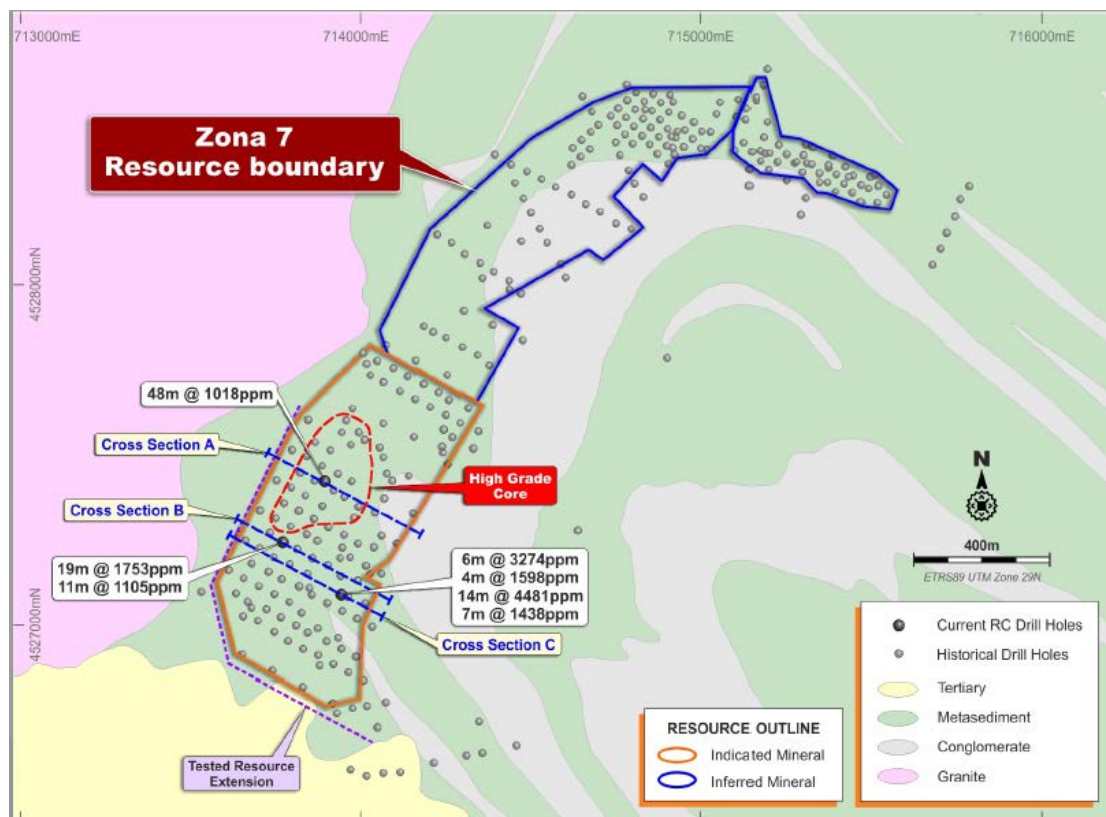 713000mE
714000mE
715000mE
716000mE
4528000mN
4527000mN
Zona 7
Resource boundary
48m @ 1018ppm
Cross Section A
High Grade
Core
Cross Section B
19m @ 1753ppm
11m @ 1105ppm
6m @ 3274ppm
4m @ 1598ppm
14m @ 4481ppm
7m @ 1438ppm
Cross Section C
Tested Resource
Extension
N
400m
ETRS89 UTM Zone 29N
RESOURCE OUTLINE
Indicated Mineral
Inferred Mineral
Current RC Drill Holes
Historical Drill Holes
Tertiary
Metasediment
Conglomerate
Granite